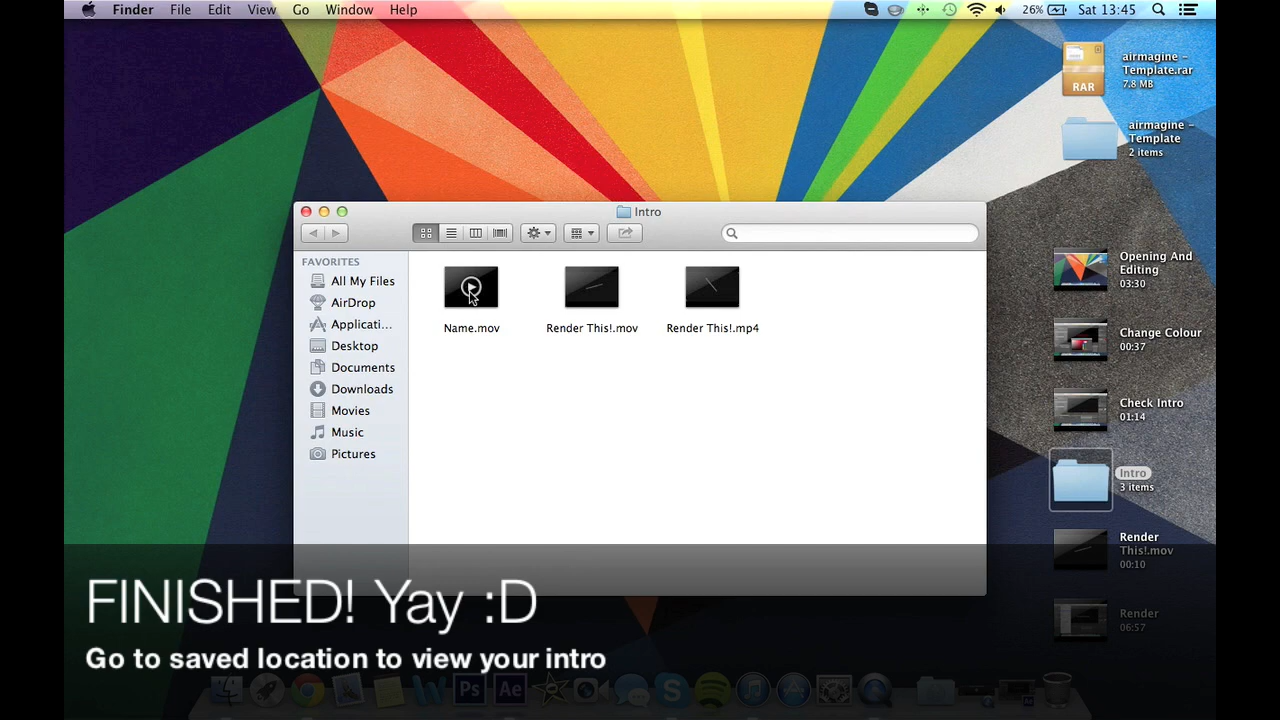 Finder File Edit View Go Window Help
26% Sat 13:45
airmagine –
Template.rar
7.8 MB
RAR
airmagine –
Template
2 items
Intro
FAVORITES
All My Files
AirDrop
Applicati...
Desktop
Documents
Downloads
Movies
Music
Pictures
Name.mov
Render This!.mov
Render This!.mp4
Opening And
Editing
03:30
Change Colour
00:37
Check Intro
01:14
Intro
3 items
Render
This!.mov
00:10
Render
06:57
FINISHED! Yay :D
Go to saved location to view your intro
Ps
Ae